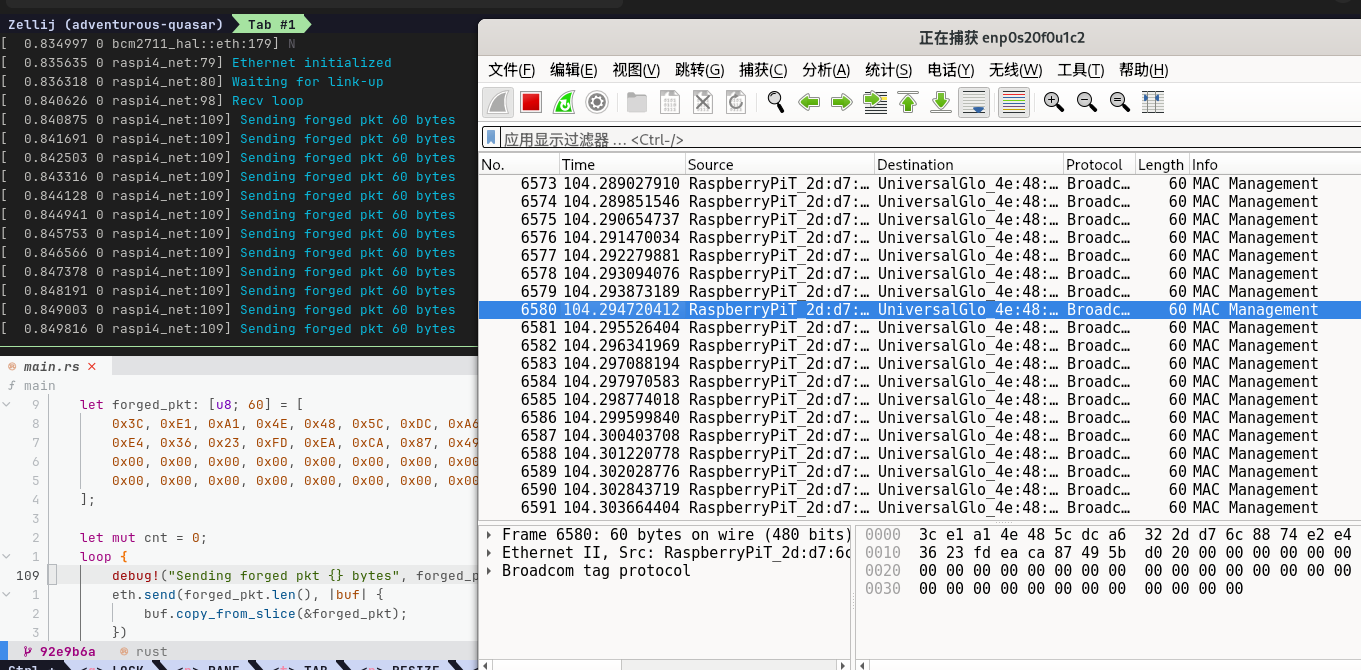 Zellij (adventurous-quasar) Tab #1
[  0.834997 0 bcm2711_hal::eth:179] N
[  0.835635 0 raspi4_net:79] Ethernet initialized
[  0.836318 0 raspi4_net:80] Waiting for link-up
[  0.840626 0 raspi4_net:98] Recv loop
[  0.840875 0 raspi4_net:109] Sending forged pkt 60 bytes
[  0.841691 0 raspi4_net:109] Sending forged pkt 60 bytes
[  0.842503 0 raspi4_net:109] Sending forged pkt 60 bytes
[  0.843316 0 raspi4_net:109] Sending forged pkt 60 bytes
[  0.844128 0 raspi4_net:109] Sending forged pkt 60 bytes
[  0.844941 0 raspi4_net:109] Sending forged pkt 60 bytes
[  0.845753 0 raspi4_net:109] Sending forged pkt 60 bytes
[  0.846566 0 raspi4_net:109] Sending forged pkt 60 bytes
[  0.847378 0 raspi4_net:109] Sending forged pkt 60 bytes
[  0.848191 0 raspi4_net:109] Sending forged pkt 60 bytes
[  0.849003 0 raspi4_net:109] Sending forged pkt 60 bytes
[  0.849816 0 raspi4_net:109] Sending forged pkt 60 bytes
main.rs ×
ƒ main
9 let forged_pkt: [u8; 60] = [
8 0x3C, 0xE1, 0xA1, 0x4E, 0x48, 0x5C, 0xDC, 0xA6
7 0xE4, 0x36, 0x23, 0xFD, 0xEA, 0xCA, 0x87, 0x49
6 0x00, 0x00, 0x00, 0x00, 0x00, 0x00, 0x00, 0x00
5 0x00, 0x00, 0x00, 0x00, 0x00, 0x00, 0x00, 0x00
4 ];
3
2 let mut cnt = 0;
1 loop {
109 debug!("Sending forged pkt {} bytes", forged_p
1 eth.send(forged_pkt.len(), |buf| {
2 buf.copy_from_slice(&forged_pkt);
3 })
92e9b6a rust
正在捕获 enp0s20f0u1c2
文件(F) 编辑(E) 视图(V) 跳转(G) 捕获(C) 分析(A) 统计(S) 电话(Y) 无线(W) 工具(T) 帮助(H)
应用显示过滤器 … <Ctrl-/>
No. Time Source Destination Protocol Length Info
6573 104.289027910 RaspberryPiT_2d:d7:… UniversalGlo_4e:48:… Broadc… 60 MAC Management
6574 104.289851546 RaspberryPiT_2d:d7:… UniversalGlo_4e:48:… Broadc… 60 MAC Management
6575 104.290654737 RaspberryPiT_2d:d7:… UniversalGlo_4e:48:… Broadc… 60 MAC Management
6576 104.291470034 RaspberryPiT_2d:d7:… UniversalGlo_4e:48:… Broadc… 60 MAC Management
6577 104.292279881 RaspberryPiT_2d:d7:… UniversalGlo_4e:48:… Broadc… 60 MAC Management
6578 104.293094076 RaspberryPiT_2d:d7:… UniversalGlo_4e:48:… Broadc… 60 MAC Management
6579 104.293873189 RaspberryPiT_2d:d7:… UniversalGlo_4e:48:… Broadc… 60 MAC Management
6580 104.294720412 RaspberryPiT_2d:d7:… UniversalGlo_4e:48:… Broadc… 60 MAC Management
6581 104.295526404 RaspberryPiT_2d:d7:… UniversalGlo_4e:48:… Broadc… 60 MAC Management
6582 104.296341969 RaspberryPiT_2d:d7:… UniversalGlo_4e:48:… Broadc… 60 MAC Management
6583 104.297088194 RaspberryPiT_2d:d7:… UniversalGlo_4e:48:… Broadc… 60 MAC Management
6584 104.297970583 RaspberryPiT_2d:d7:… UniversalGlo_4e:48:… Broadc… 60 MAC Management
6585 104.298774018 RaspberryPiT_2d:d7:… UniversalGlo_4e:48:… Broadc… 60 MAC Management
6586 104.299599840 RaspberryPiT_2d:d7:… UniversalGlo_4e:48:… Broadc… 60 MAC Management
6587 104.300403708 RaspberryPiT_2d:d7:… UniversalGlo_4e:48:… Broadc… 60 MAC Management
6588 104.301220778 RaspberryPiT_2d:d7:… UniversalGlo_4e:48:… Broadc… 60 MAC Management
6589 104.302028776 RaspberryPiT_2d:d7:… UniversalGlo_4e:48:… Broadc… 60 MAC Management
6590 104.302843719 RaspberryPiT_2d:d7:… UniversalGlo_4e:48:… Broadc… 60 MAC Management
6591 104.303664404 RaspberryPiT_2d:d7:… UniversalGlo_4e:48:… Broadc… 60 MAC Management
Frame 6580: 60 bytes on wire (480 bits)
Ethernet II, Src: RaspberryPiT_2d:d7:6c
Broadcom tag protocol
0000 3c e1 a1 4e 48 5c dc a6 32 2d d7 6c 88 74 e2 e4
0010 36 23 fd ea ca 87 49 5b d0 20 00 00 00 00 00 00
0020 00 00 00 00 00 00 00 00 00 00 00 00 00 00 00 00
0030 00 00 00 00 00 00 00 00 00 00 00 00